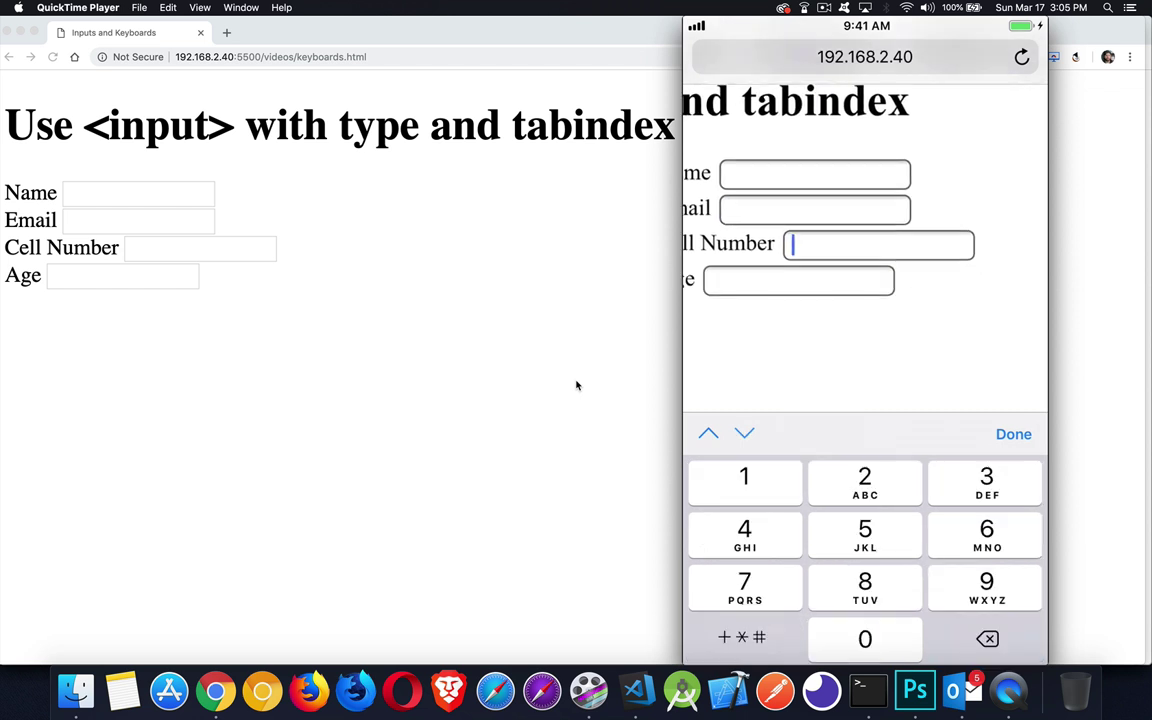 QuickTime Player File Edit View Window Help 100% Sun Mar 17 3:05 PM
Inputs and Keyboards
Not Secure 192.168.2.40:5500/videos/keyboards.html
Use <input> with type and tabindex
Name
Email
Cell Number
Age
9:41 AM
192.168.2.40
nd tabindex
me
ail
ll Number
e
Done
1 2 3
ABC DEF
4 5 6
GHI JKL MNO
7 8 9
PQRS TUV WXYZ
+*# 0
>_ Ps 5